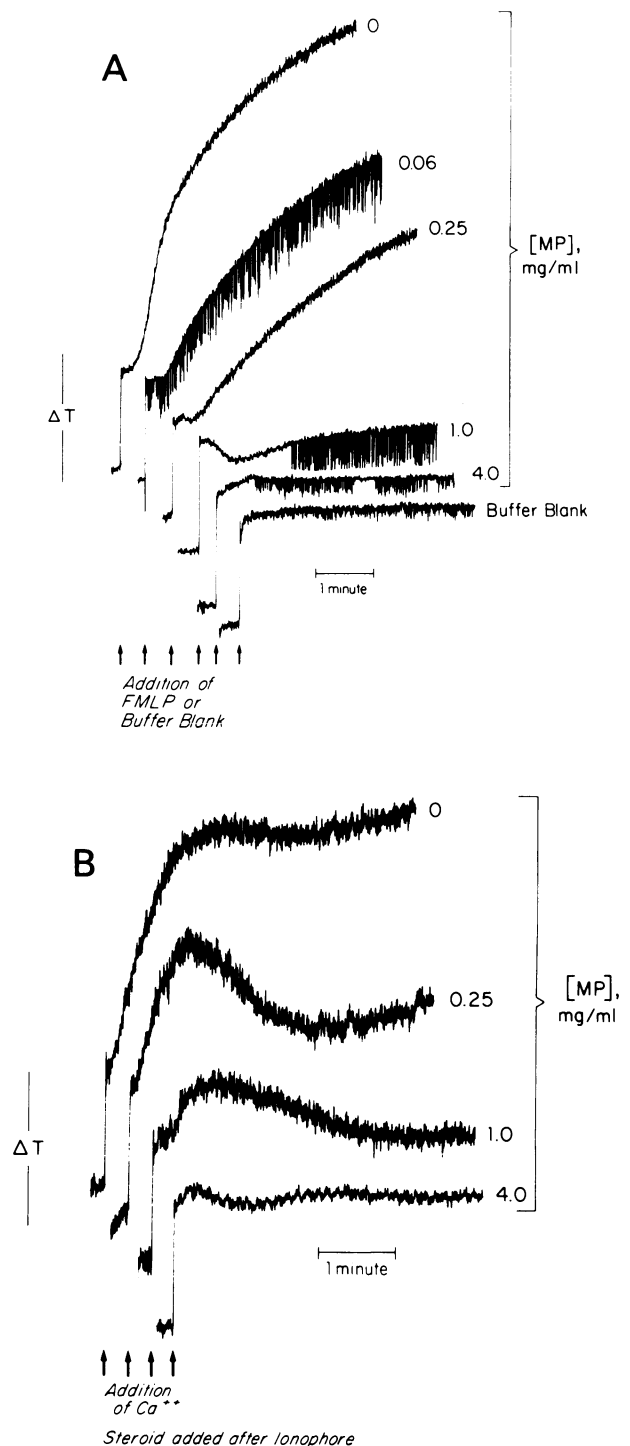 A
0
0.06
0.25
[MP],
mg/ml
ΔT
1.0
4.0
Buffer Blank
1 minute
Addition of
FMLP or
Buffer Blank
B
0
0.25
[MP],
mg/ml
1.0
ΔT
4.0
1 minute
Addition
of Ca++
Steroid added after Ionophore